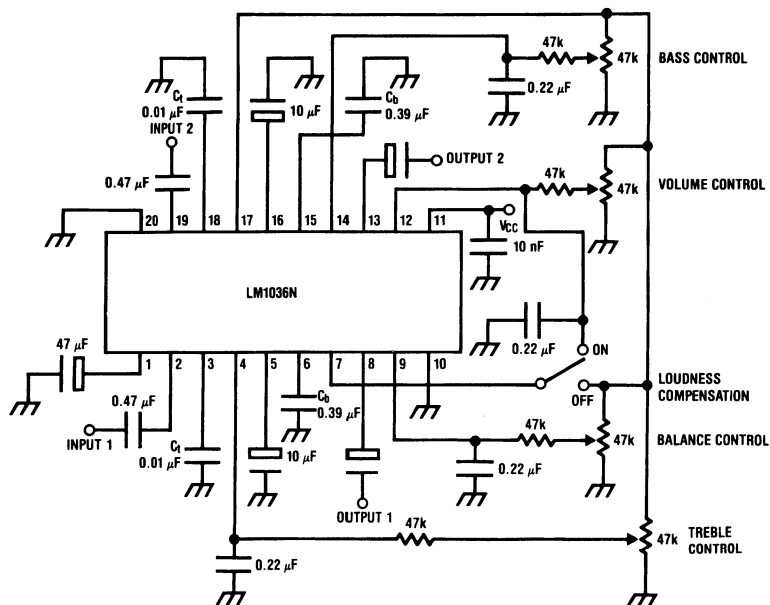 47k
47k
BASS CONTROL
0.22 µF
Ct
0.01 µF
10 µF
Cb
0.39 µF
INPUT 2
OUTPUT 2
0.47 µF
47k
47k
VOLUME CONTROL
20 19 18 17 16 15 14 13 12 11
VCC
10 nF
LM1036N
47 µF
0.22 µF
ON
1 2 3 4 5 6 7 8 9 10
OFF
LOUDNESS
COMPENSATION
0.47 µF
Cb
0.39 µF
INPUT 1
Ct
0.01 µF
10 µF
47k
47k
BALANCE CONTROL
0.22 µF
OUTPUT 1
47k
47k
TREBLE
CONTROL
0.22 µF